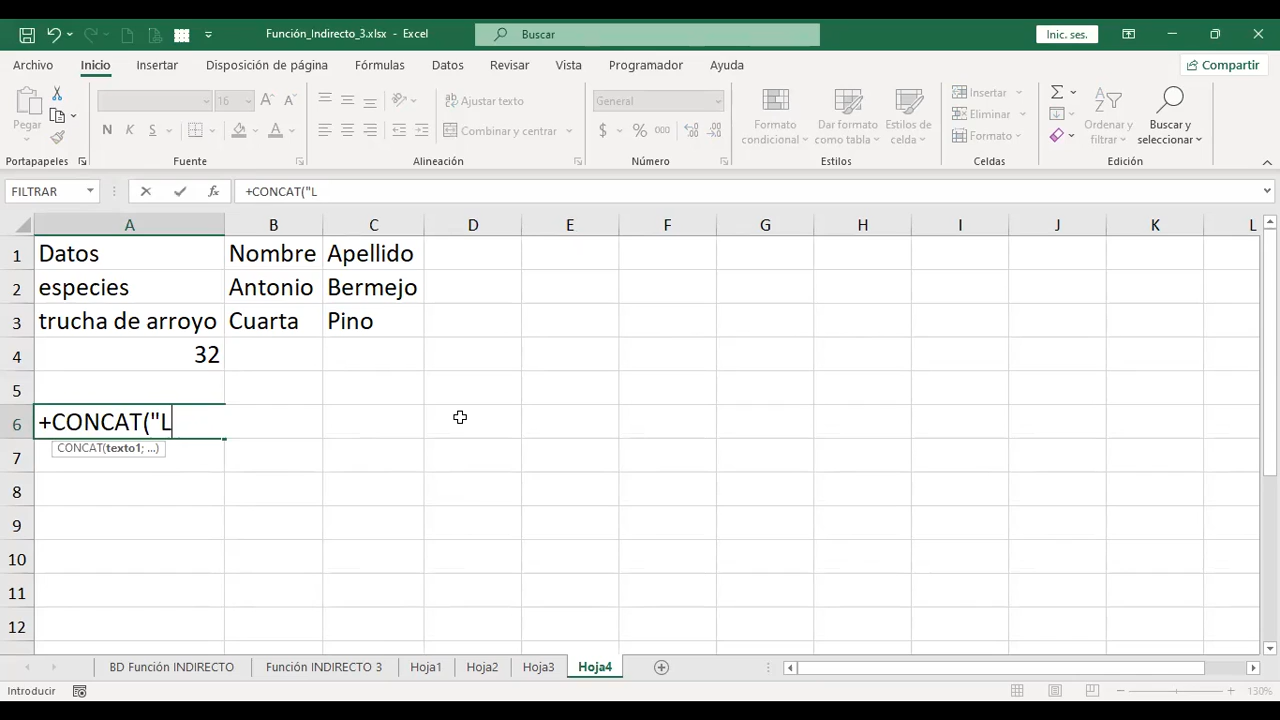 Función_Indirecto_3.xlsx - Excel
Buscar
Inic. ses.
Archivo Inicio Insertar Disposición de página Fórmulas Datos Revisar Vista Programador Ayuda
Compartir
Pegar
16
N K S
Ajustar texto
Combinar y centrar
General
$ % 000
Formato condicional
Dar formato como tabla
Estilos de celda
Insertar
Eliminar
Formato
Ordenar y filtrar
Buscar y seleccionar
Portapapeles Fuente Alineación Número Estilos Celdas Edición
FILTRAR
+CONCAT("L
A B C D E F G H I J K L
1 Datos Nombre Apellido
2 especies Antonio Bermejo
3 trucha de arroyo Cuarta Pino
4 32
5
6 +CONCAT("L
CONCAT(texto1; ...)
7
8
9
10
11
12
BD Función INDIRECTO Función INDIRECTO 3 Hoja1 Hoja2 Hoja3 Hoja4
Introducir
130%